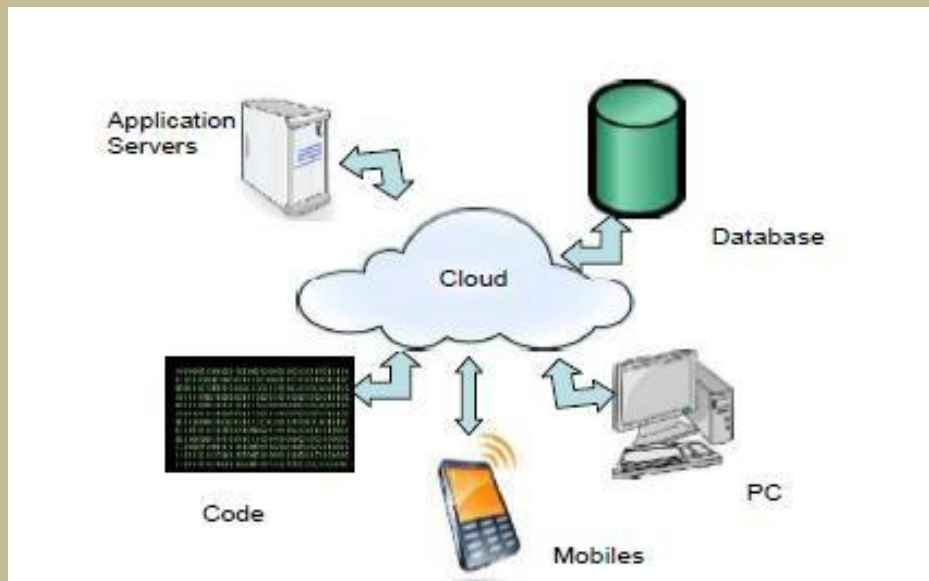 Application
Servers
Database
Cloud
Code
PC
Mobiles